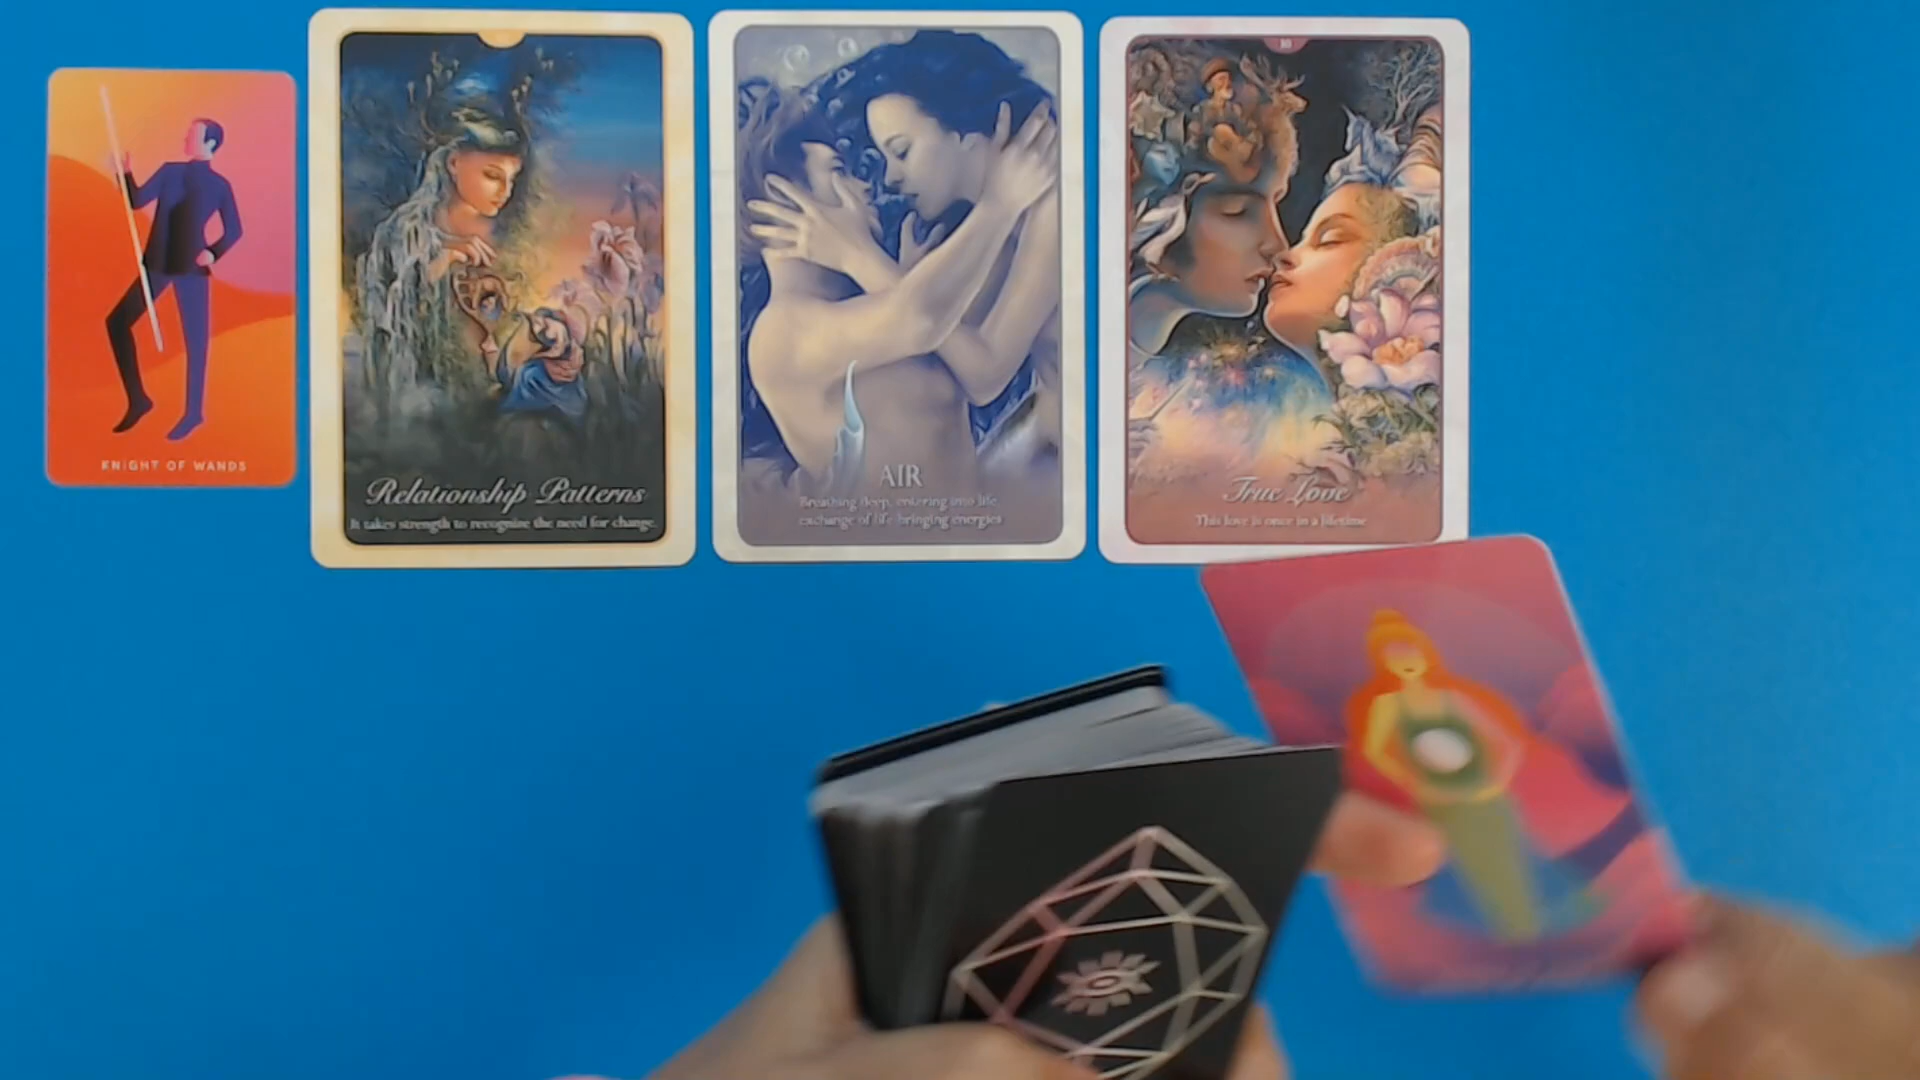 KNIGHT OF WANDS
Relationship Patterns
It takes strength to recognize the need for change.
AIR
Breathing deep, entering into life,
exchange of life bringing energies
10
True Love
This love is once in a lifetime